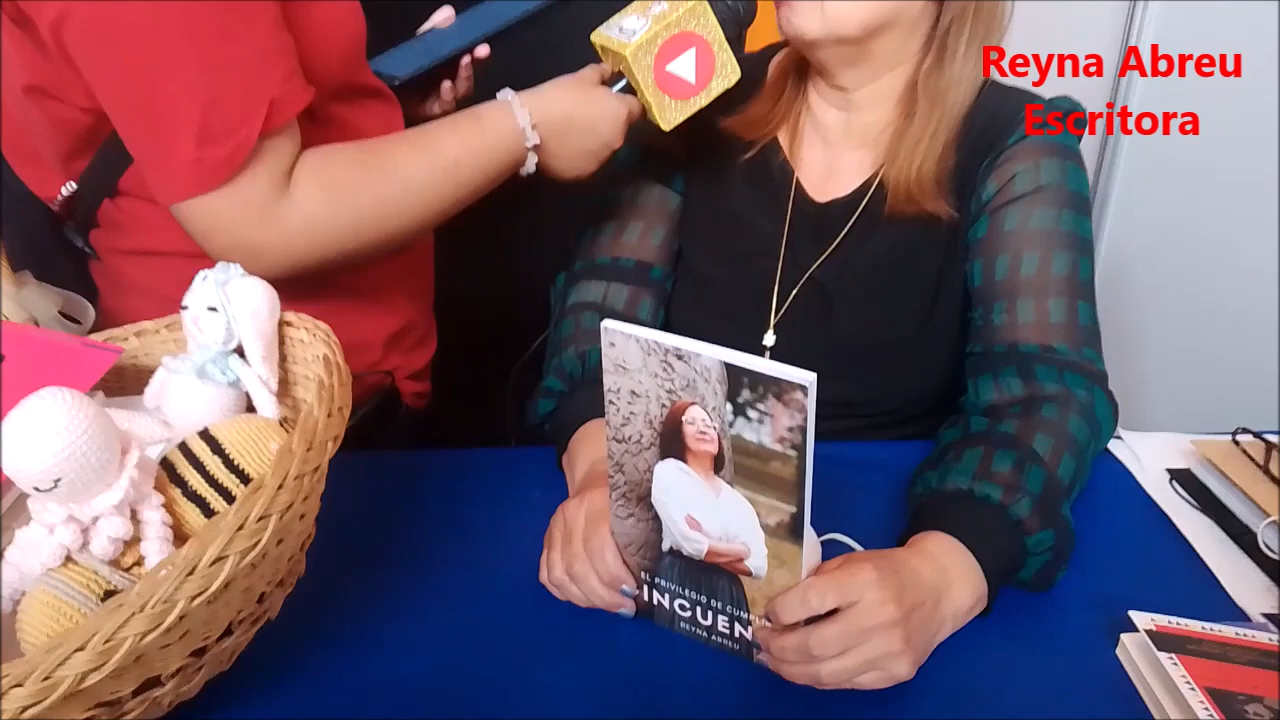 Reyna Abreu
Escritora
EL PRIVILEGIO DE CUMPLIR
INCUEN
REYNA ABREU